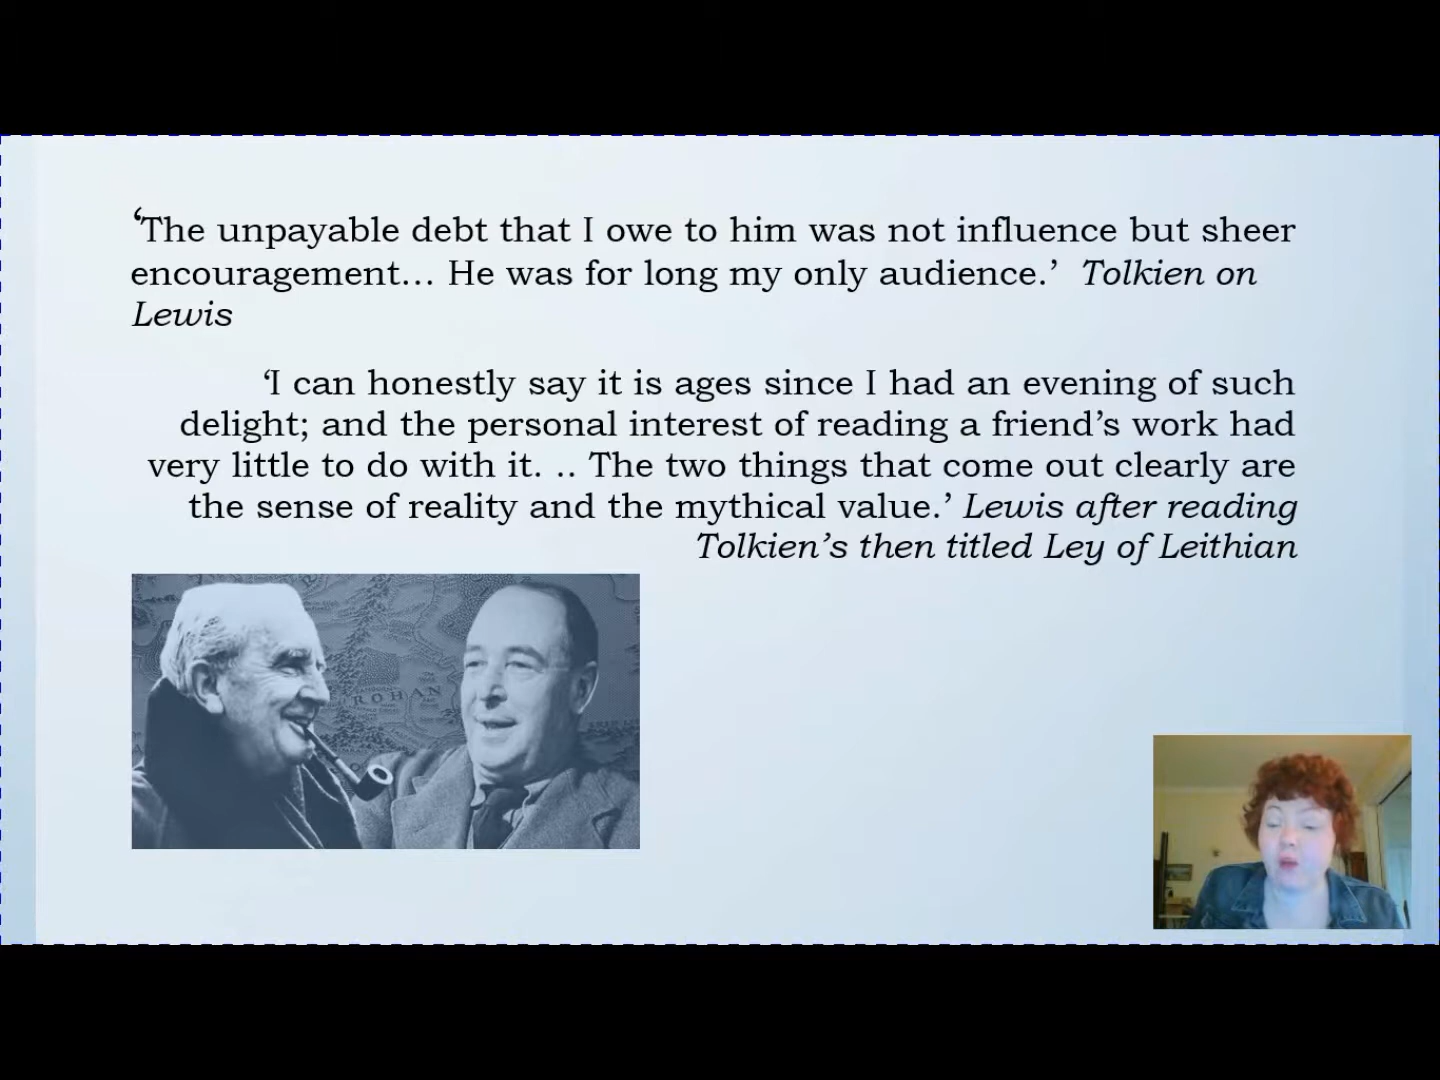 ‘The unpayable debt that I owe to him was not influence but sheer
encouragement... He was for long my only audience.’ Tolkien on
Lewis
‘I can honestly say it is ages since I had an evening of such
delight; and the personal interest of reading a friend’s work had
very little to do with it. .. The two things that come out clearly are
the sense of reality and the mythical value.’ Lewis after reading
Tolkien’s then titled Ley of Leithian
ROHAN